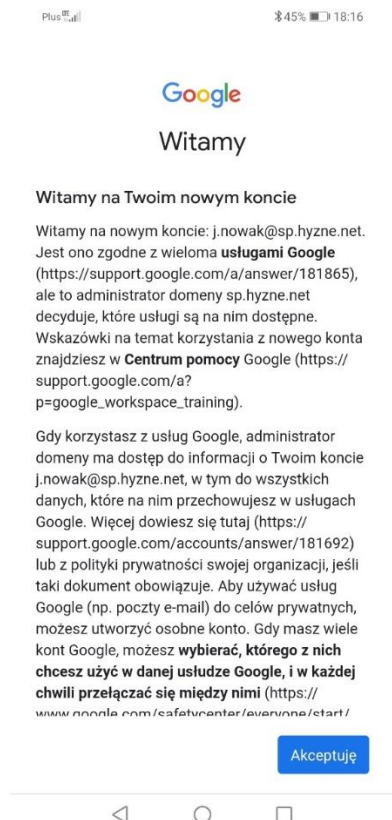 Plus LTE 45% 18:16
Google
Witamy
Witamy na Twoim nowym koncie
Witamy na nowym koncie: j.nowak@sp.hyzne.net.
Jest ono zgodne z wieloma usługami Google
(https://support.google.com/a/answer/181865),
ale to administrator domeny sp.hyzne.net
decyduje, które usługi są na nim dostępne.
Wskazówki na temat korzystania z nowego konta
znajdziesz w Centrum pomocy Google (https://
support.google.com/a?
p=google_workspace_training).
Gdy korzystasz z usług Google, administrator
domeny ma dostęp do informacji o Twoim koncie
j.nowak@sp.hyzne.net, w tym do wszystkich
danych, które na nim przechowujesz w usługach
Google. Więcej dowiesz się tutaj (https://
support.google.com/accounts/answer/181692)
lub z polityki prywatności swojej organizacji, jeśli
taki dokument obowiązuje. Aby używać usług
Google (np. poczty e-mail) do celów prywatnych,
możesz utworzyć osobne konto. Gdy masz wiele
kont Google, możesz wybierać, którego z nich
chcesz użyć w danej usłudze Google, i w każdej
chwili przełączać się między nimi (https://
www.google.com/safetycenter/everyone/start/
Akceptuję